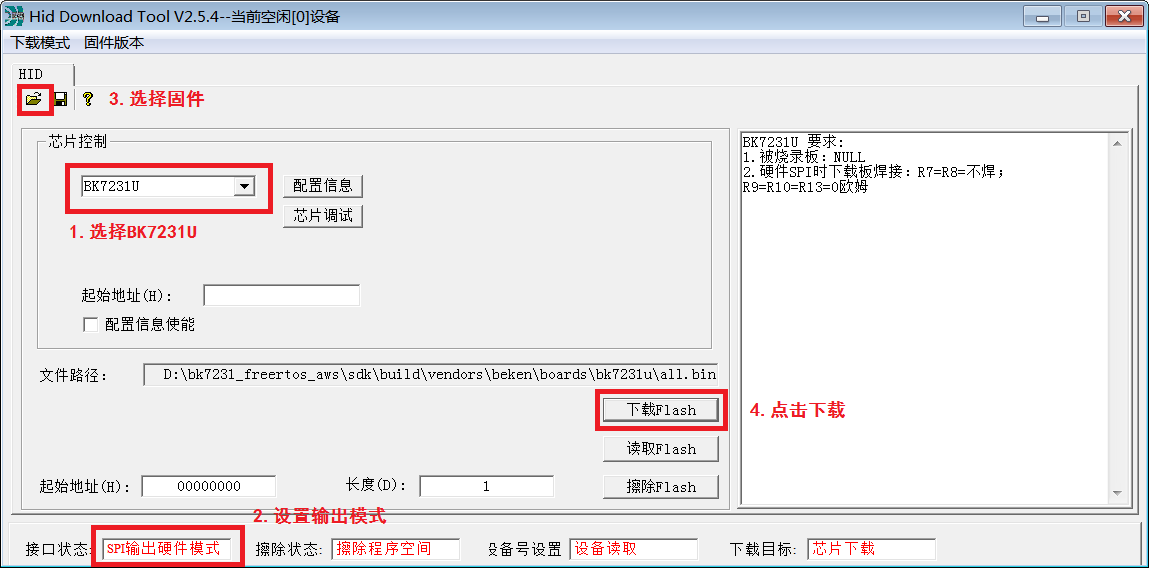 Hid Download Tool V2.5.4--当前空闲[0]设备
下载模式 固件版本
HID
3. 选择固件
芯片控制
BK7231U
配置信息
芯片调试
1. 选择BK7231U
起始地址(H):
配置信息使能
文件路径: D:\bk7231_freertos_aws\sdk\build\vendors\beken\boards\bk7231u\all.bin
下载Flash
4. 点击下载
读取Flash
起始地址(H): 00000000 长度(D): 1
擦除Flash
BK7231U 要求:
1.被烧录板: NULL
2.硬件SPI时下载板焊接: R7=R8=不焊;
R9=R10=R13=0欧姆
2. 设置输出模式
接口状态: SPI输出硬件模式 擦除状态: 擦除程序空间 设备号设置 设备读取 下载目标: 芯片下载